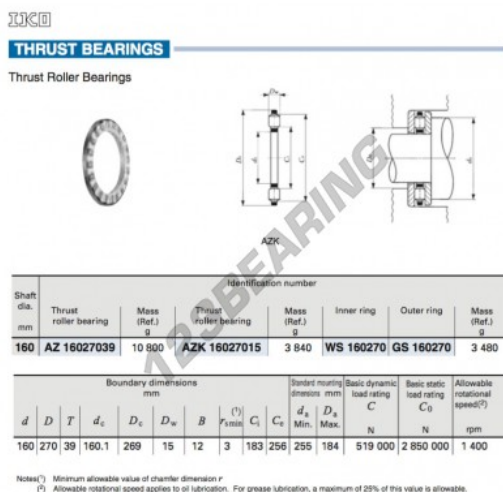 IKO
THRUST BEARINGS
Thrust Roller Bearings
AZK
123BEARING
Identification number
Shaft dia. mm Thrust roller bearing Mass (Ref.) g Thrust roller bearing Mass (Ref.) g Inner ring Outer ring Mass (Ref.) g
160 AZ 16027039 10 800 AZK 16027015 3 840 WS 160270 GS 160270 3 480
Boundary dimensions mm Standard mounting dimensions mm Basic dynamic load rating C N Basic static load rating C0 N Allowable rotational speed(2) rpm
d D T dc Dc Dw B rsmin(1) Ci Ce da Min. Da Max.
160 270 39 160.1 269 15 12 3 183 256 255 184 519 000 2 850 000 1 400
Notes(1) Minimum allowable value of chamfer dimension r
(2) Allowable rotational speed applies to oil lubrication. For grease lubrication, a maximum of 25% of this value is allowable.